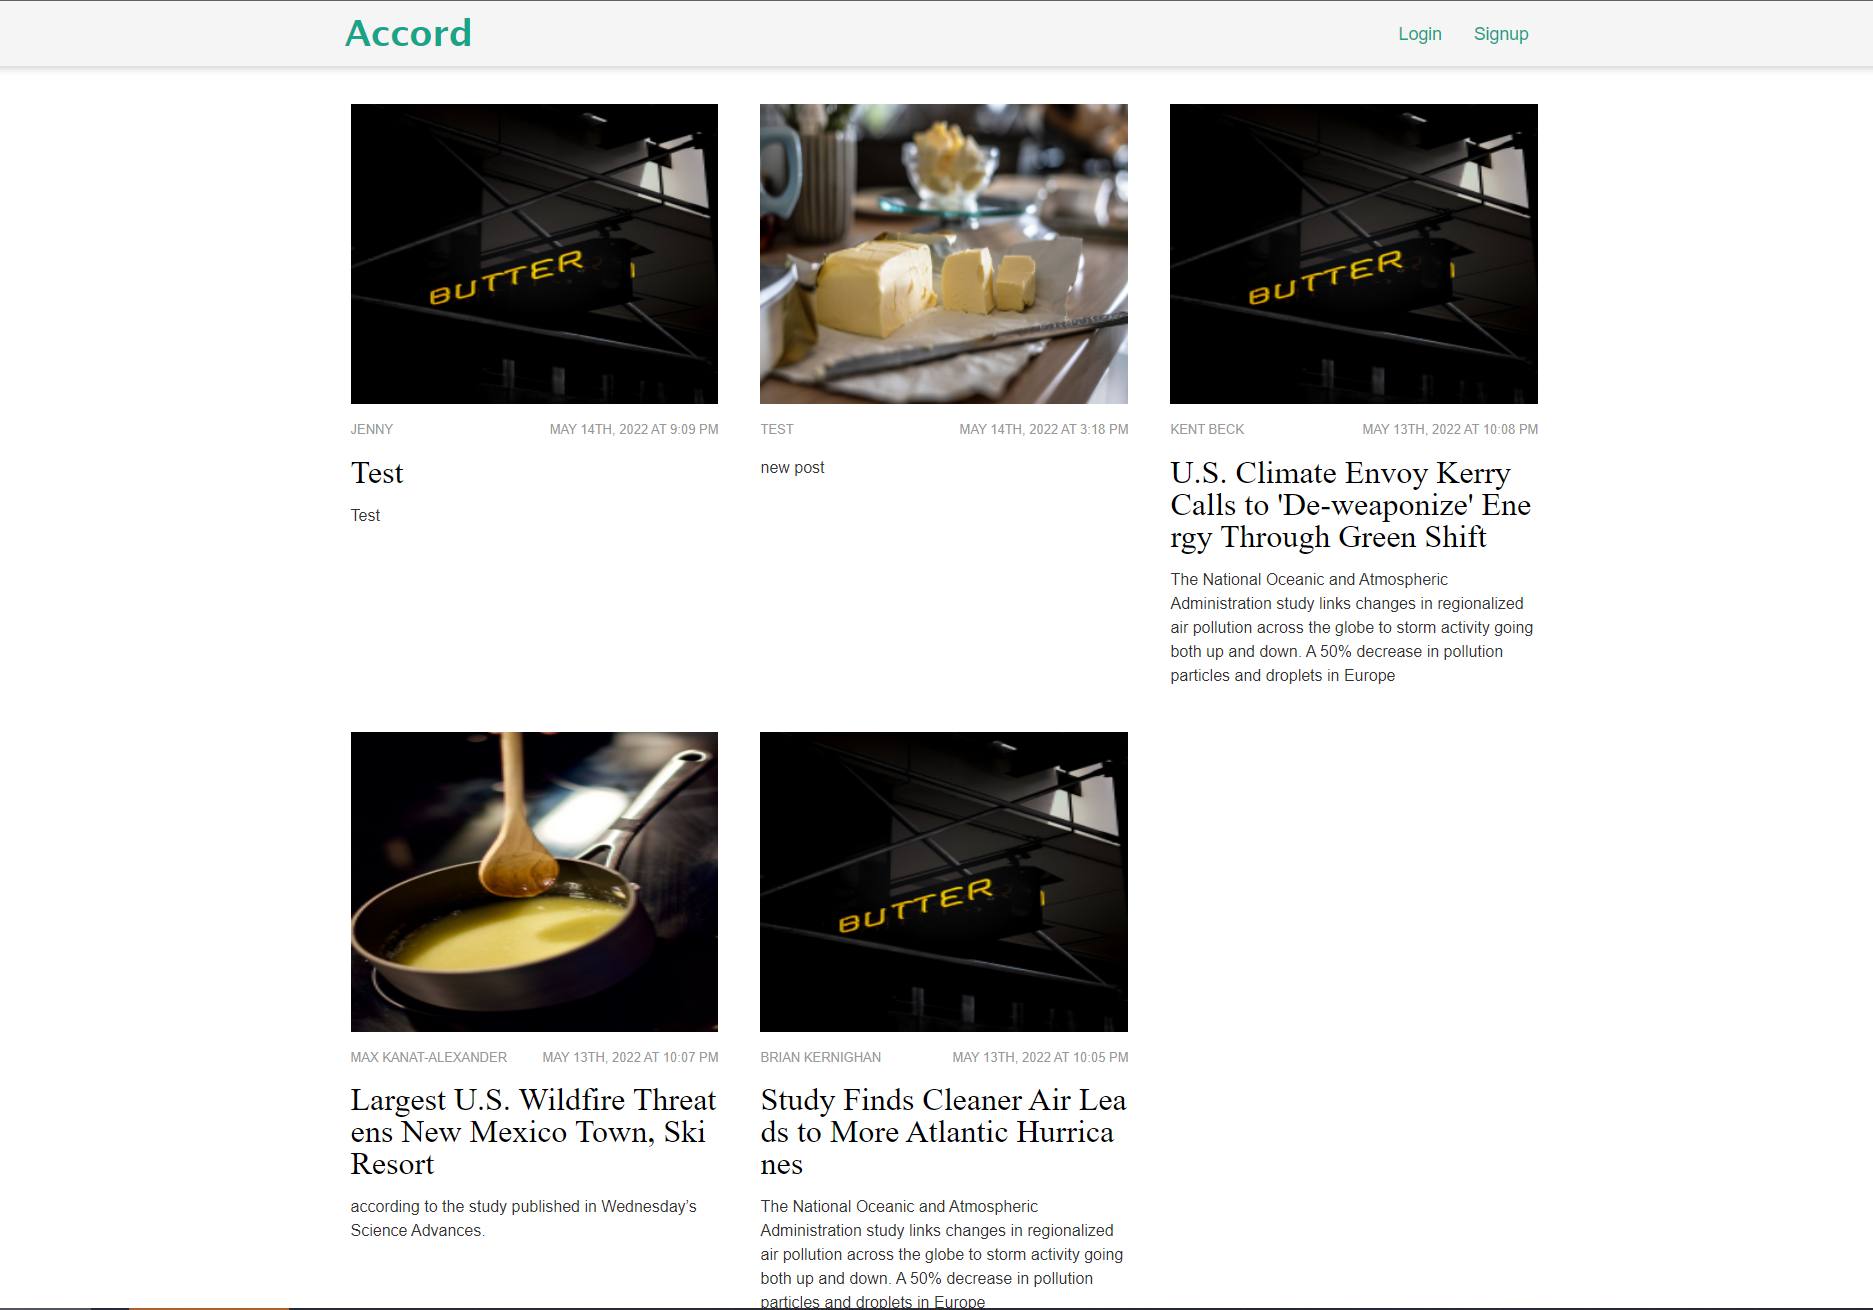 Accord
Login Signup
BUTTER
BUTTER
JENNY MAY 14TH, 2022 AT 9:09 PM
Test
Test
TEST MAY 14TH, 2022 AT 3:18 PM
new post
KENT BECK MAY 13TH, 2022 AT 10:08 PM
U.S. Climate Envoy Kerry
Calls to 'De-weaponize' Ene
rgy Through Green Shift
The National Oceanic and Atmospheric
Administration study links changes in regionalized
air pollution across the globe to storm activity going
both up and down. A 50% decrease in pollution
particles and droplets in Europe
BUTTER
MAX KANAT-ALEXANDER MAY 13TH, 2022 AT 10:07 PM
Largest U.S. Wildfire Threat
ens New Mexico Town, Ski
Resort
according to the study published in Wednesday’s
Science Advances.
BRIAN KERNIGHAN MAY 13TH, 2022 AT 10:05 PM
Study Finds Cleaner Air Lea
ds to More Atlantic Hurrica
nes
The National Oceanic and Atmospheric
Administration study links changes in regionalized
air pollution across the globe to storm activity going
both up and down. A 50% decrease in pollution
particles and droplets in Europe